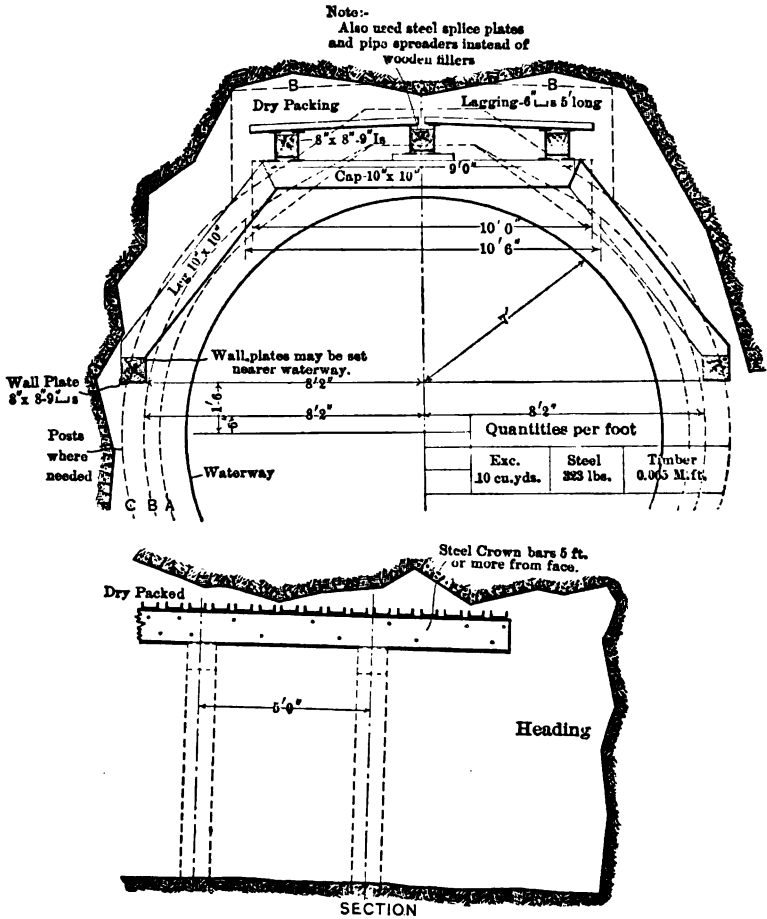 Note:-
Also used steel splice plates
and pipe spreaders instead of
wooden fillers
B
B
Dry Packing
Lagging-6"⊔s 5'long
8"x 8"-9"Is
Cap-10"x 10"
9'0"
10'0"
10'6"
Leg 10"x 10"
7'
Wall plates may be set
nearer waterway.
Wall Plate
8"x 8"-9"⊔s
8'2"
1'6"
6"
8'2"
8'2"
Posts
where
needed
Quantities per foot
Exc.
Steel
Timber
10 cu.yds.
323 lbs.
M.ft.
Waterway
C B A
Steel Crown bars 5 ft.
or more from face.
Dry Packed
5'0"
Heading
SECTION